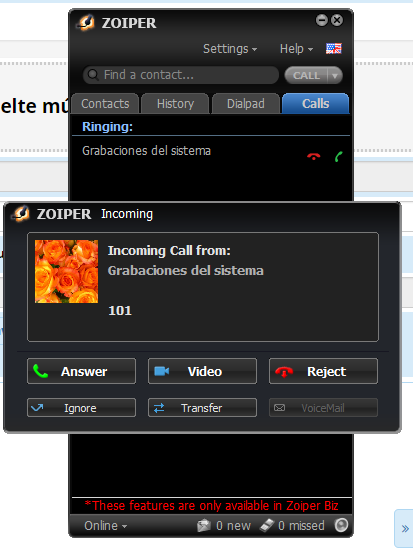 ZOIPER
Settings
Help
Find a contact...
CALL
Contacts
History
Dialpad
Calls
elte mú
Ringing:
Grabaciones del sistema
ZOIPER Incoming
Incoming Call from:
Grabaciones del sistema
101
Answer
Video
Reject
Ignore
Transfer
VoiceMail
*These features are only available in Zoiper Biz
Online
0 new
0 missed
»